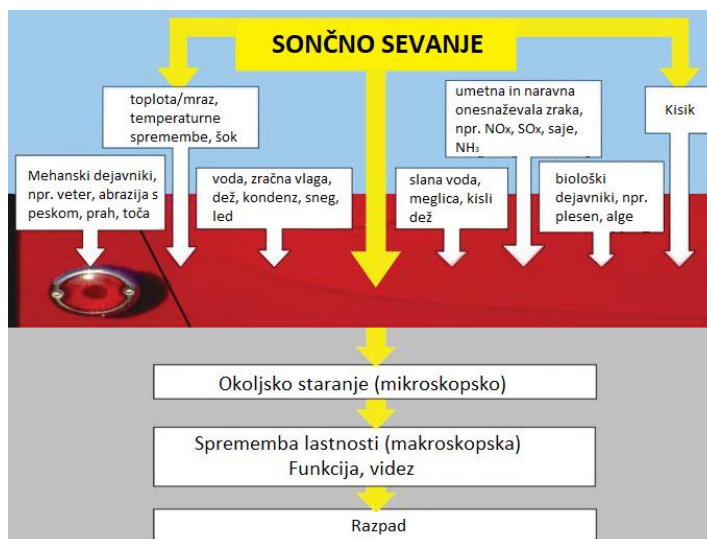 SONČNO SEVANJE
toplota/mraz,
temperaturne
spremembe, šok
umetna in naravna
onesnaževala zraka,
npr. NOx, SOx, saje,
NH₃
Kisik
Mehanski dejavniki,
npr. veter, abrazija s
peskom, prah, toča
voda, zračna vlaga,
dež, kondenz, sneg,
led
slana voda,
meglica, kisli
dež
biološki
dejavniki, npr.
plesen, alge
Okoljsko staranje (mikroskopsko)
Sprememba lastnosti (makroskopska)
Funkcija, videz
Razpad